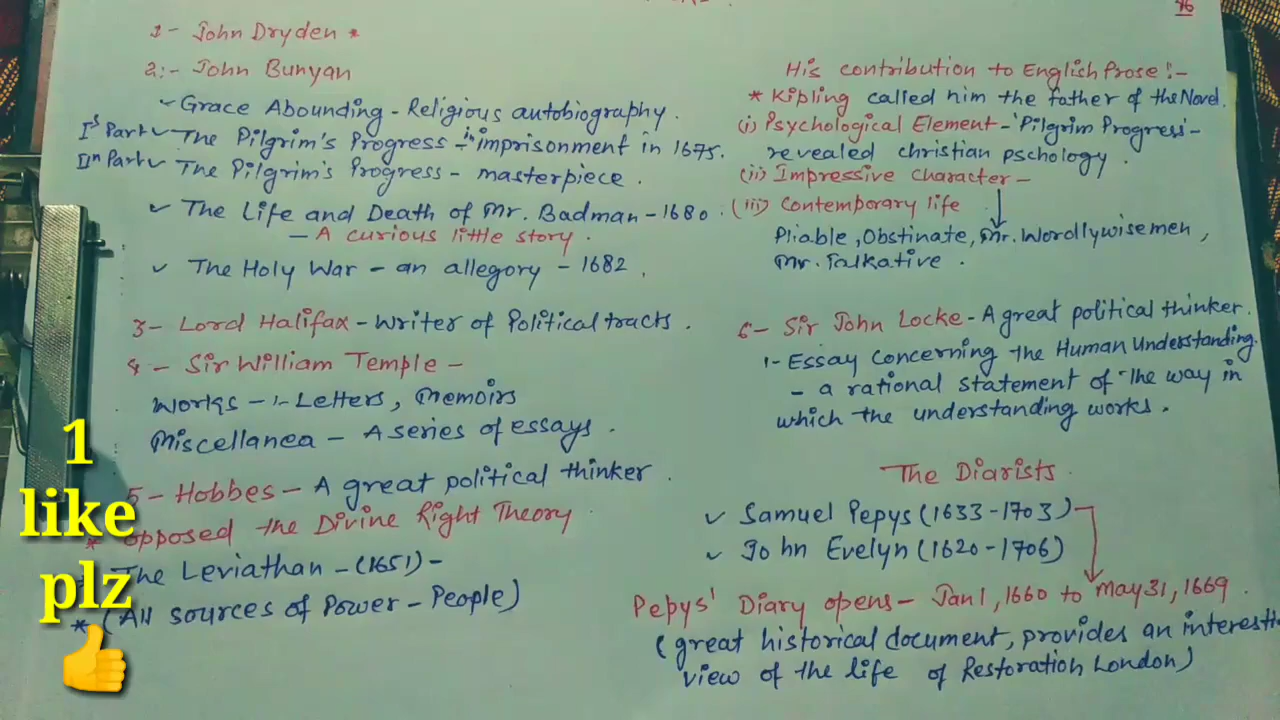 96
1- John Dryden *
2:- John Bunyan
✓ Grace Abounding - Religious autobiography.
Ist Part ✓ The Pilgrim's Progress - in imprisonment in 1675.
IIn Part ✓ The Pilgrim's Progress - masterpiece.
✓ The Life and Death of Mr. Badman - 1680.
- A curious little story.
✓ The Holy War - an allegory - 1682.
3- Lord Halifax - Writer of Political tracts.
4 - Sir William Temple -
Works - 1- Letters, Memoirs
Miscellanea - A series of essays.
5 - Hobbes - A great political thinker.
* Opposed the Divine Right Theory
The Leviathan - (1651) -
* (All sources of Power - People)
His contribution to English Prose :-
* Kipling called him the father of the Novel.
(i) Psychological Element - 'Pilgrim Progress' -
revealed christian pschology.
(ii) Impressive character -
(iii) Contemporary life
Pliable, Obstinate, Mr. Wordlywisemen,
Mr. Talkative.
6- Sir John Locke - A great political thinker.
1- Essay concerning the Human Understanding.
- a rational statement of the way in
which the understanding works.
The Diarists
✓ Samuel Pepys (1633-1703)
✓ John Evelyn (1620-1706)
Pepys' Diary opens - Jan 1, 1660 to May 31, 1669.
(great historical document, provides an
view of the life of Restoration London)
1
like
plz